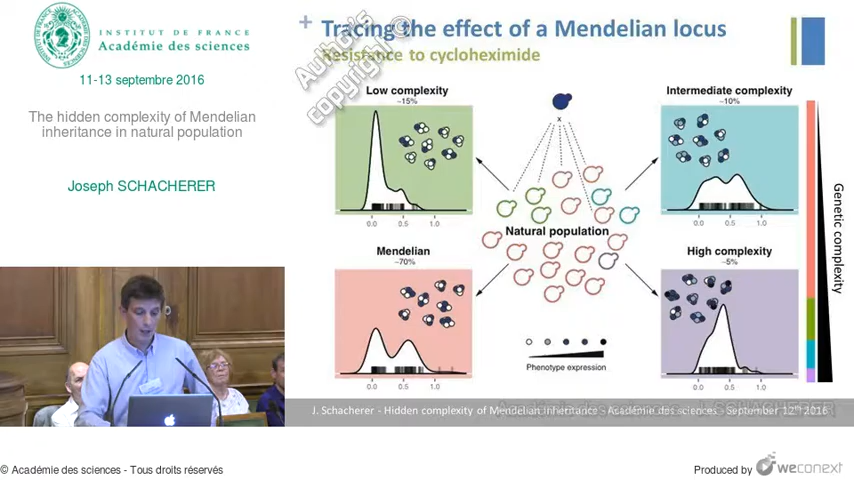 INSTITUT DE FRANCE
Académie des sciences
11-13 septembre 2016
The hidden complexity of Mendelian
inheritance in natural population
Joseph SCHACHERER
+ Tracing the effect of a Mendelian locus
Resistance to cycloheximide
Author's
copyright ©
Low complexity
~15%
0.0 0.5 1.0
Intermediate complexity
~10%
0.0 0.5 1.0
x
Natural population
Mendelian
~70%
0.0 0.5 1.0
High complexity
~5%
0.0 0.5 1.0
Phenotype expression
Genetic complexity
J. Schacherer - Hidden complexity of Mendelian inheritance - Académie des sciences - September 12th 2016
© Académie des sciences - Tous droits réservés
Produced by weconext